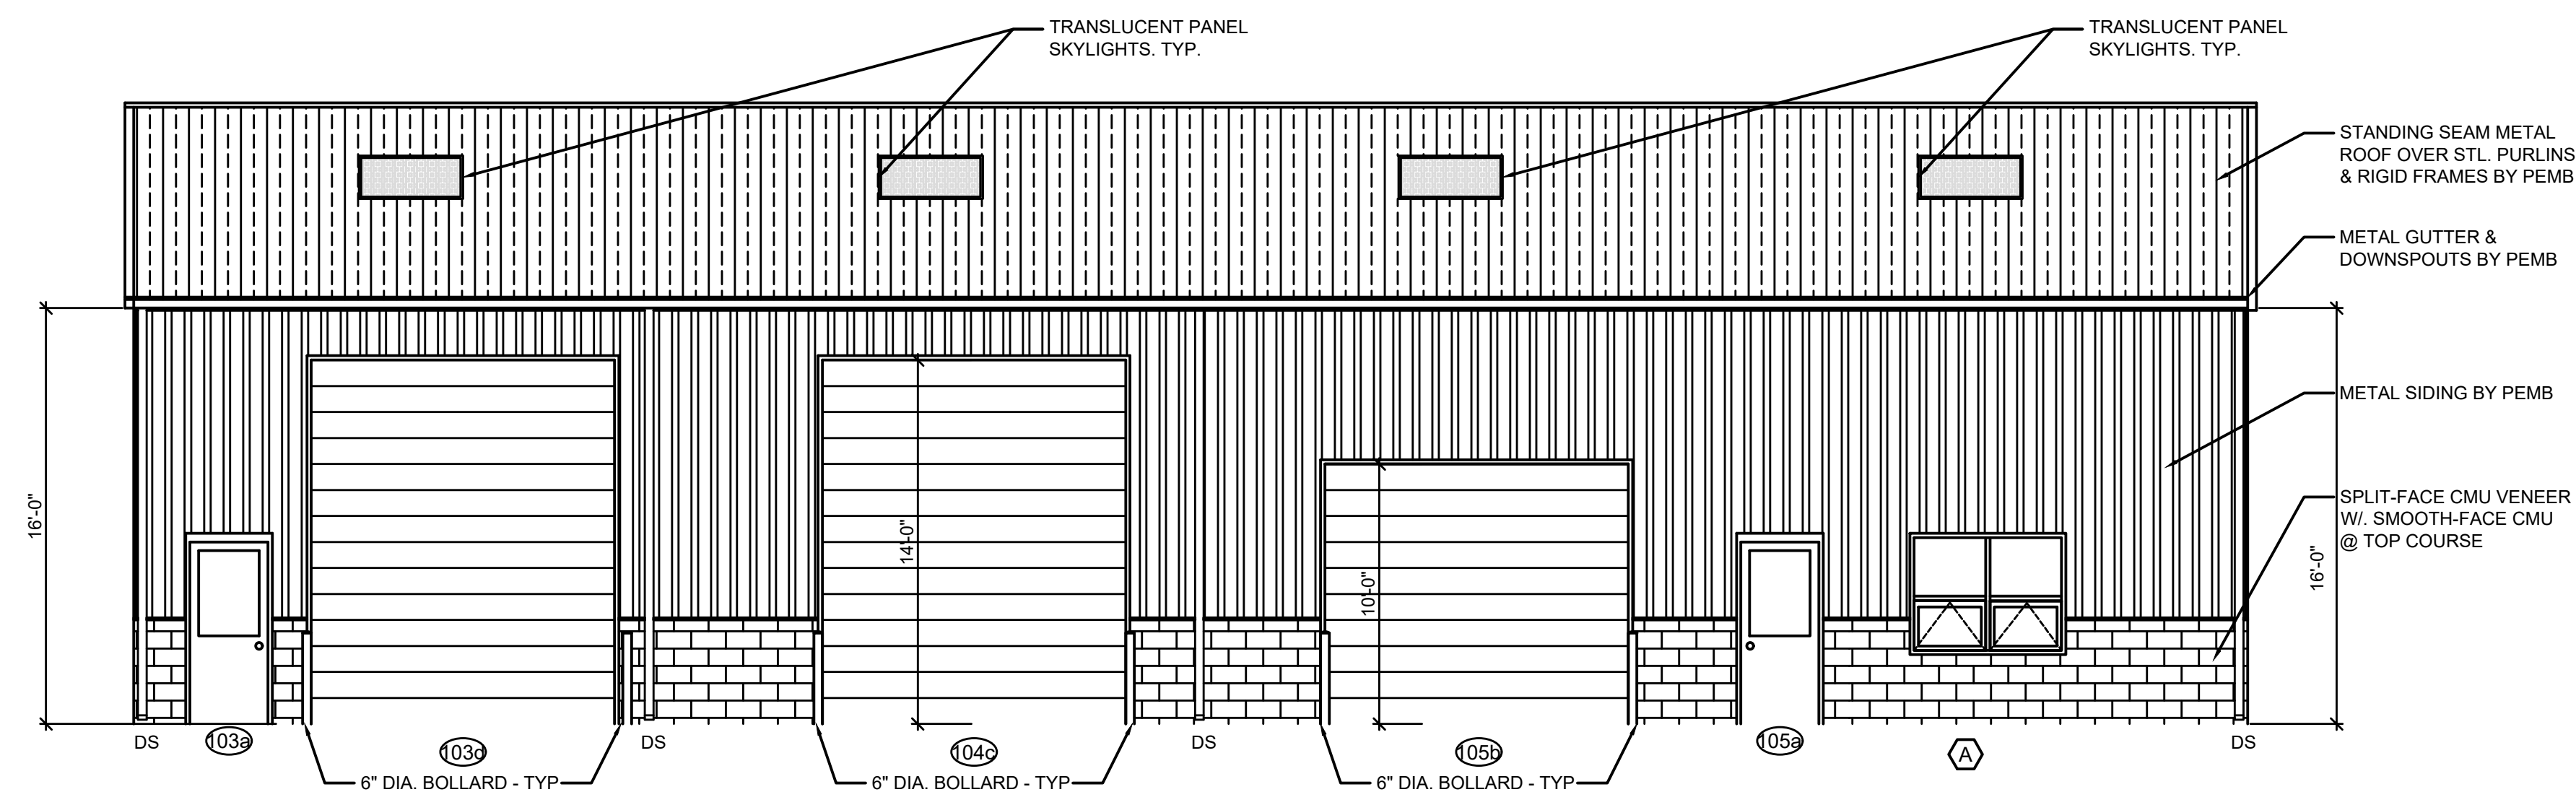 TRANSLUCENT PANEL
SKYLIGHTS. TYP.
TRANSLUCENT PANEL
SKYLIGHTS. TYP.
STANDING SEAM METAL
ROOF OVER STL. PURLINS
& RIGID FRAMES BY PEMB
METAL GUTTER &
DOWNSPOUTS BY PEMB
METAL SIDING BY PEMB
SPLIT-FACE CMU VENEER
W/. SMOOTH-FACE CMU
@ TOP COURSE
16'-0"
14'-0"
10'-0"
16'-0"
DS
103a
103d
DS
104c
DS
105b
105a
A
DS
6" DIA. BOLLARD - TYP
6" DIA. BOLLARD - TYP
6" DIA. BOLLARD - TYP